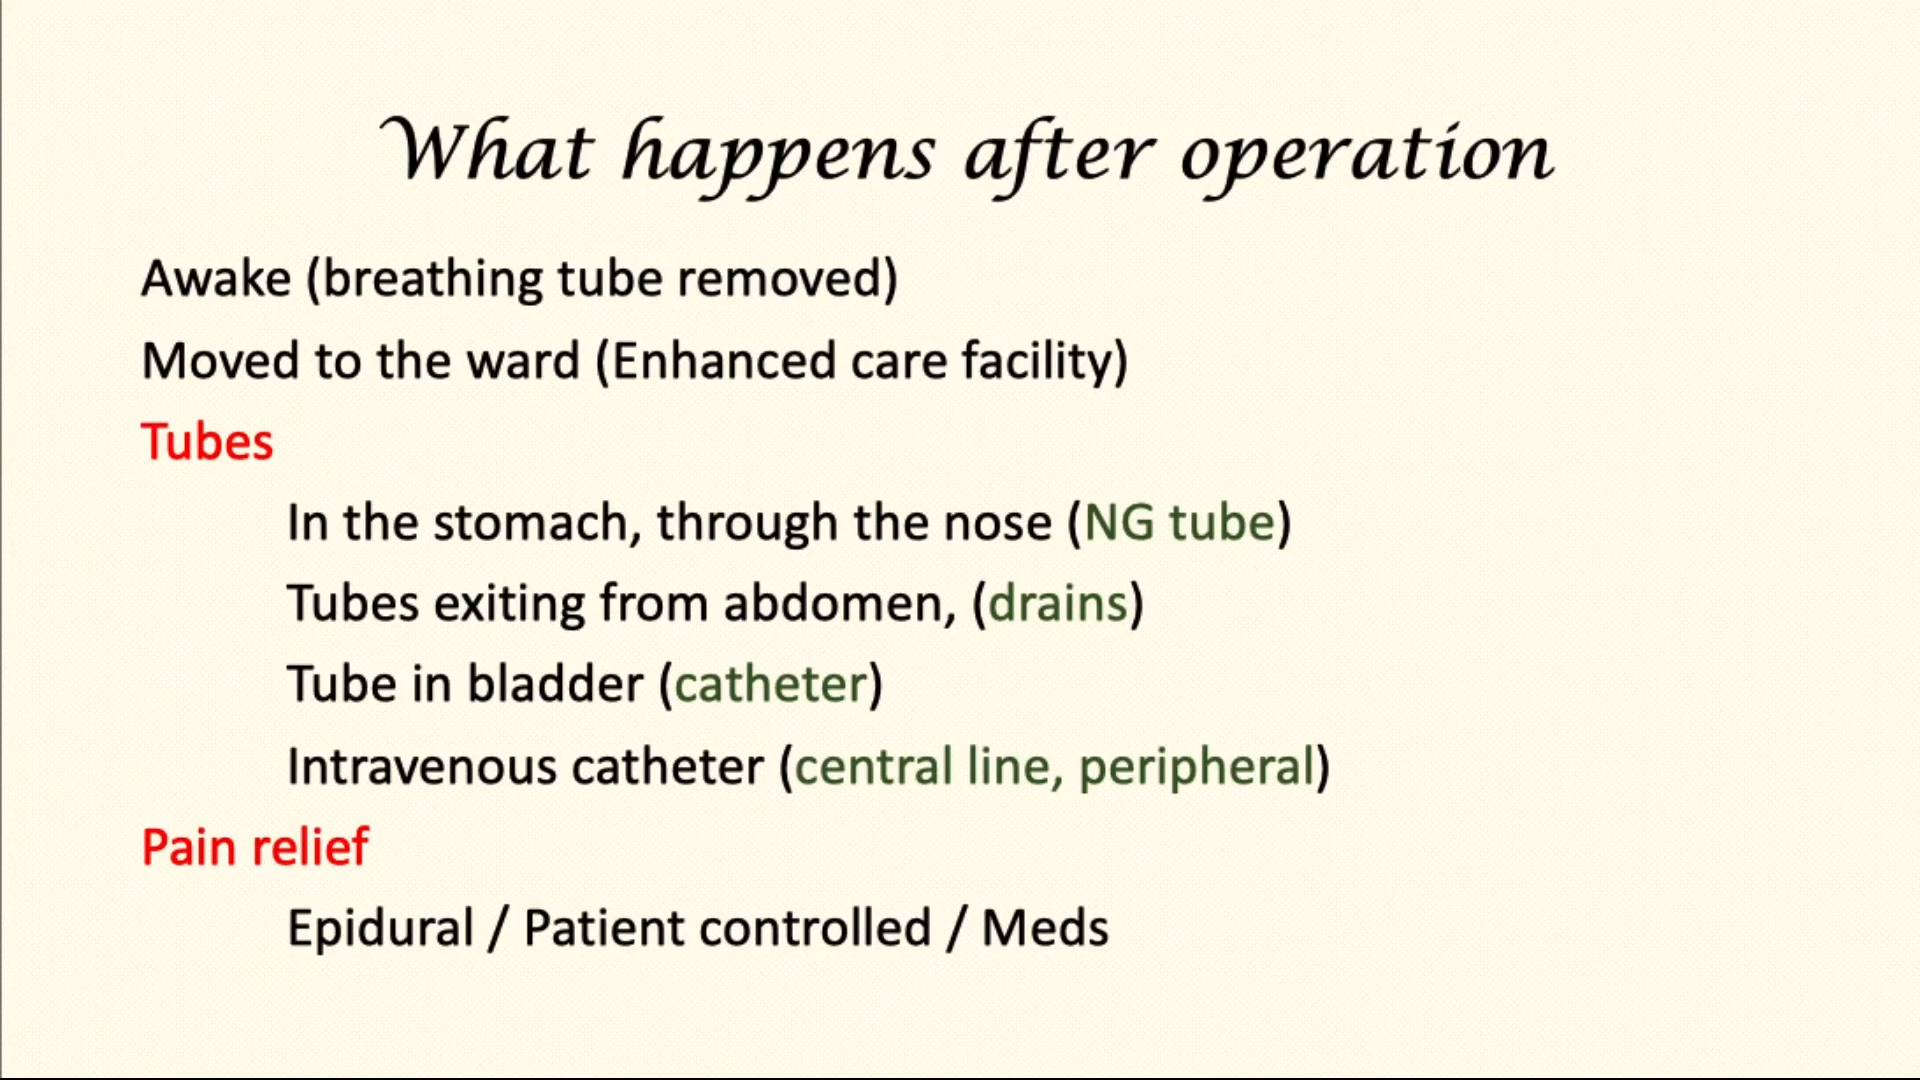 What happens after operation
Awake (breathing tube removed)
Moved to the ward (Enhanced care facility)
Tubes
In the stomach, through the nose (NG tube)
Tubes exiting from abdomen, (drains)
Tube in bladder (catheter)
Intravenous catheter (central line, peripheral)
Pain relief
Epidural / Patient controlled / Meds